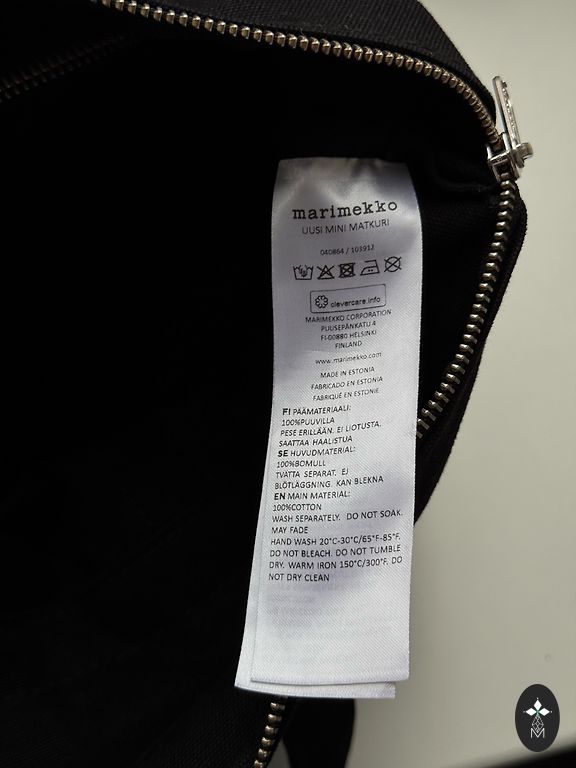 marimekko
UUSI MINI MATKURI
040864 / 10391J
clevercare.info
MARIMEKKO CORPORATION
PUUSEPÄNKATU 4
FI-00880 HELSINKI
FINLAND
www.marimekko.com
MADE IN ESTONIA
FABRICADO EN ESTONIA
FABRIQUÉ EN ESTONIE
FI PÄÄMATERIAALI:
100%PUUVILLA
PESE ERILLÄÄN. EI LIOTUSTA.
SAATTAA HAALISTUA
SE HUVUDMATERIAL:
100%BOMULL
TVÄTTA SEPARAT. EJ
BLÖTLÄGGNING. KAN BLEKNA
EN MAIN MATERIAL:
100%COTTON
WASH SEPARATELY. DO NOT SOAK.
MAY FADE
HAND WASH 20°C-30°C/65°F-85°F.
DO NOT BLEACH. DO NOT TUMBLE
DRY. WARM IRON 150°C/300°F. DO
NOT DRY CLEAN
M